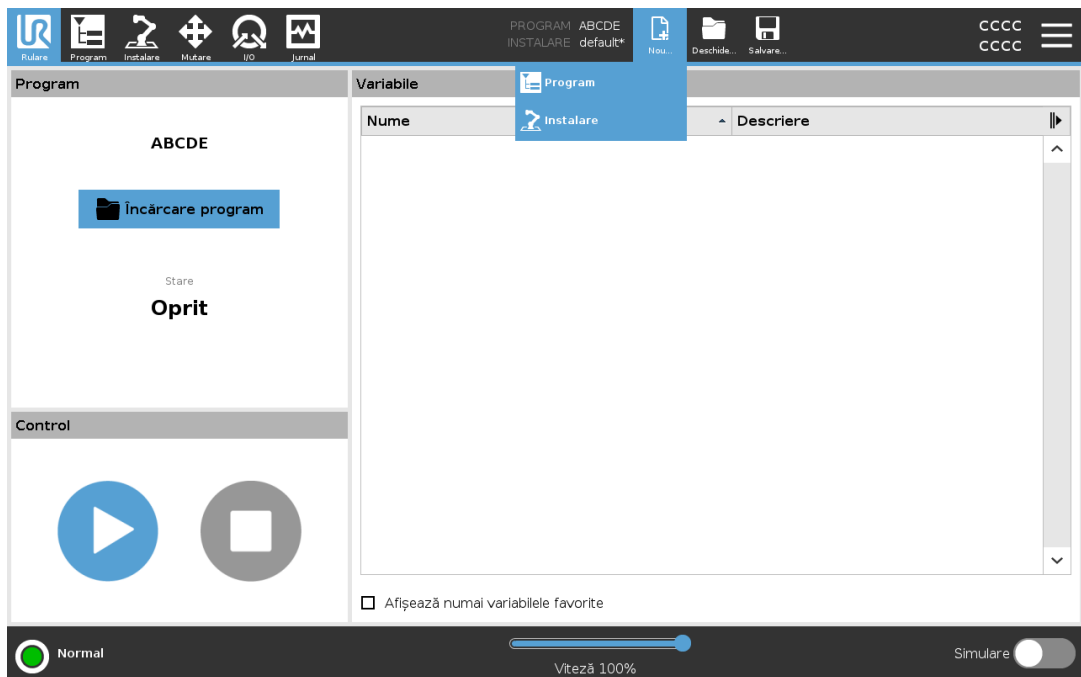 Rulare
Program
Instalare
Mutare
I/O
Jurnal
PROGRAM ABCDE
INSTALARE default*
Nou...
Deschide...
Salvare...
CCCC
CCCC
Program
Variabile
Program
Instalare
Nume
Descriere
ABCDE
Încărcare program
Stare
Oprit
Control
Afișează numai variabilele favorite
Normal
Viteză 100%
Simulare